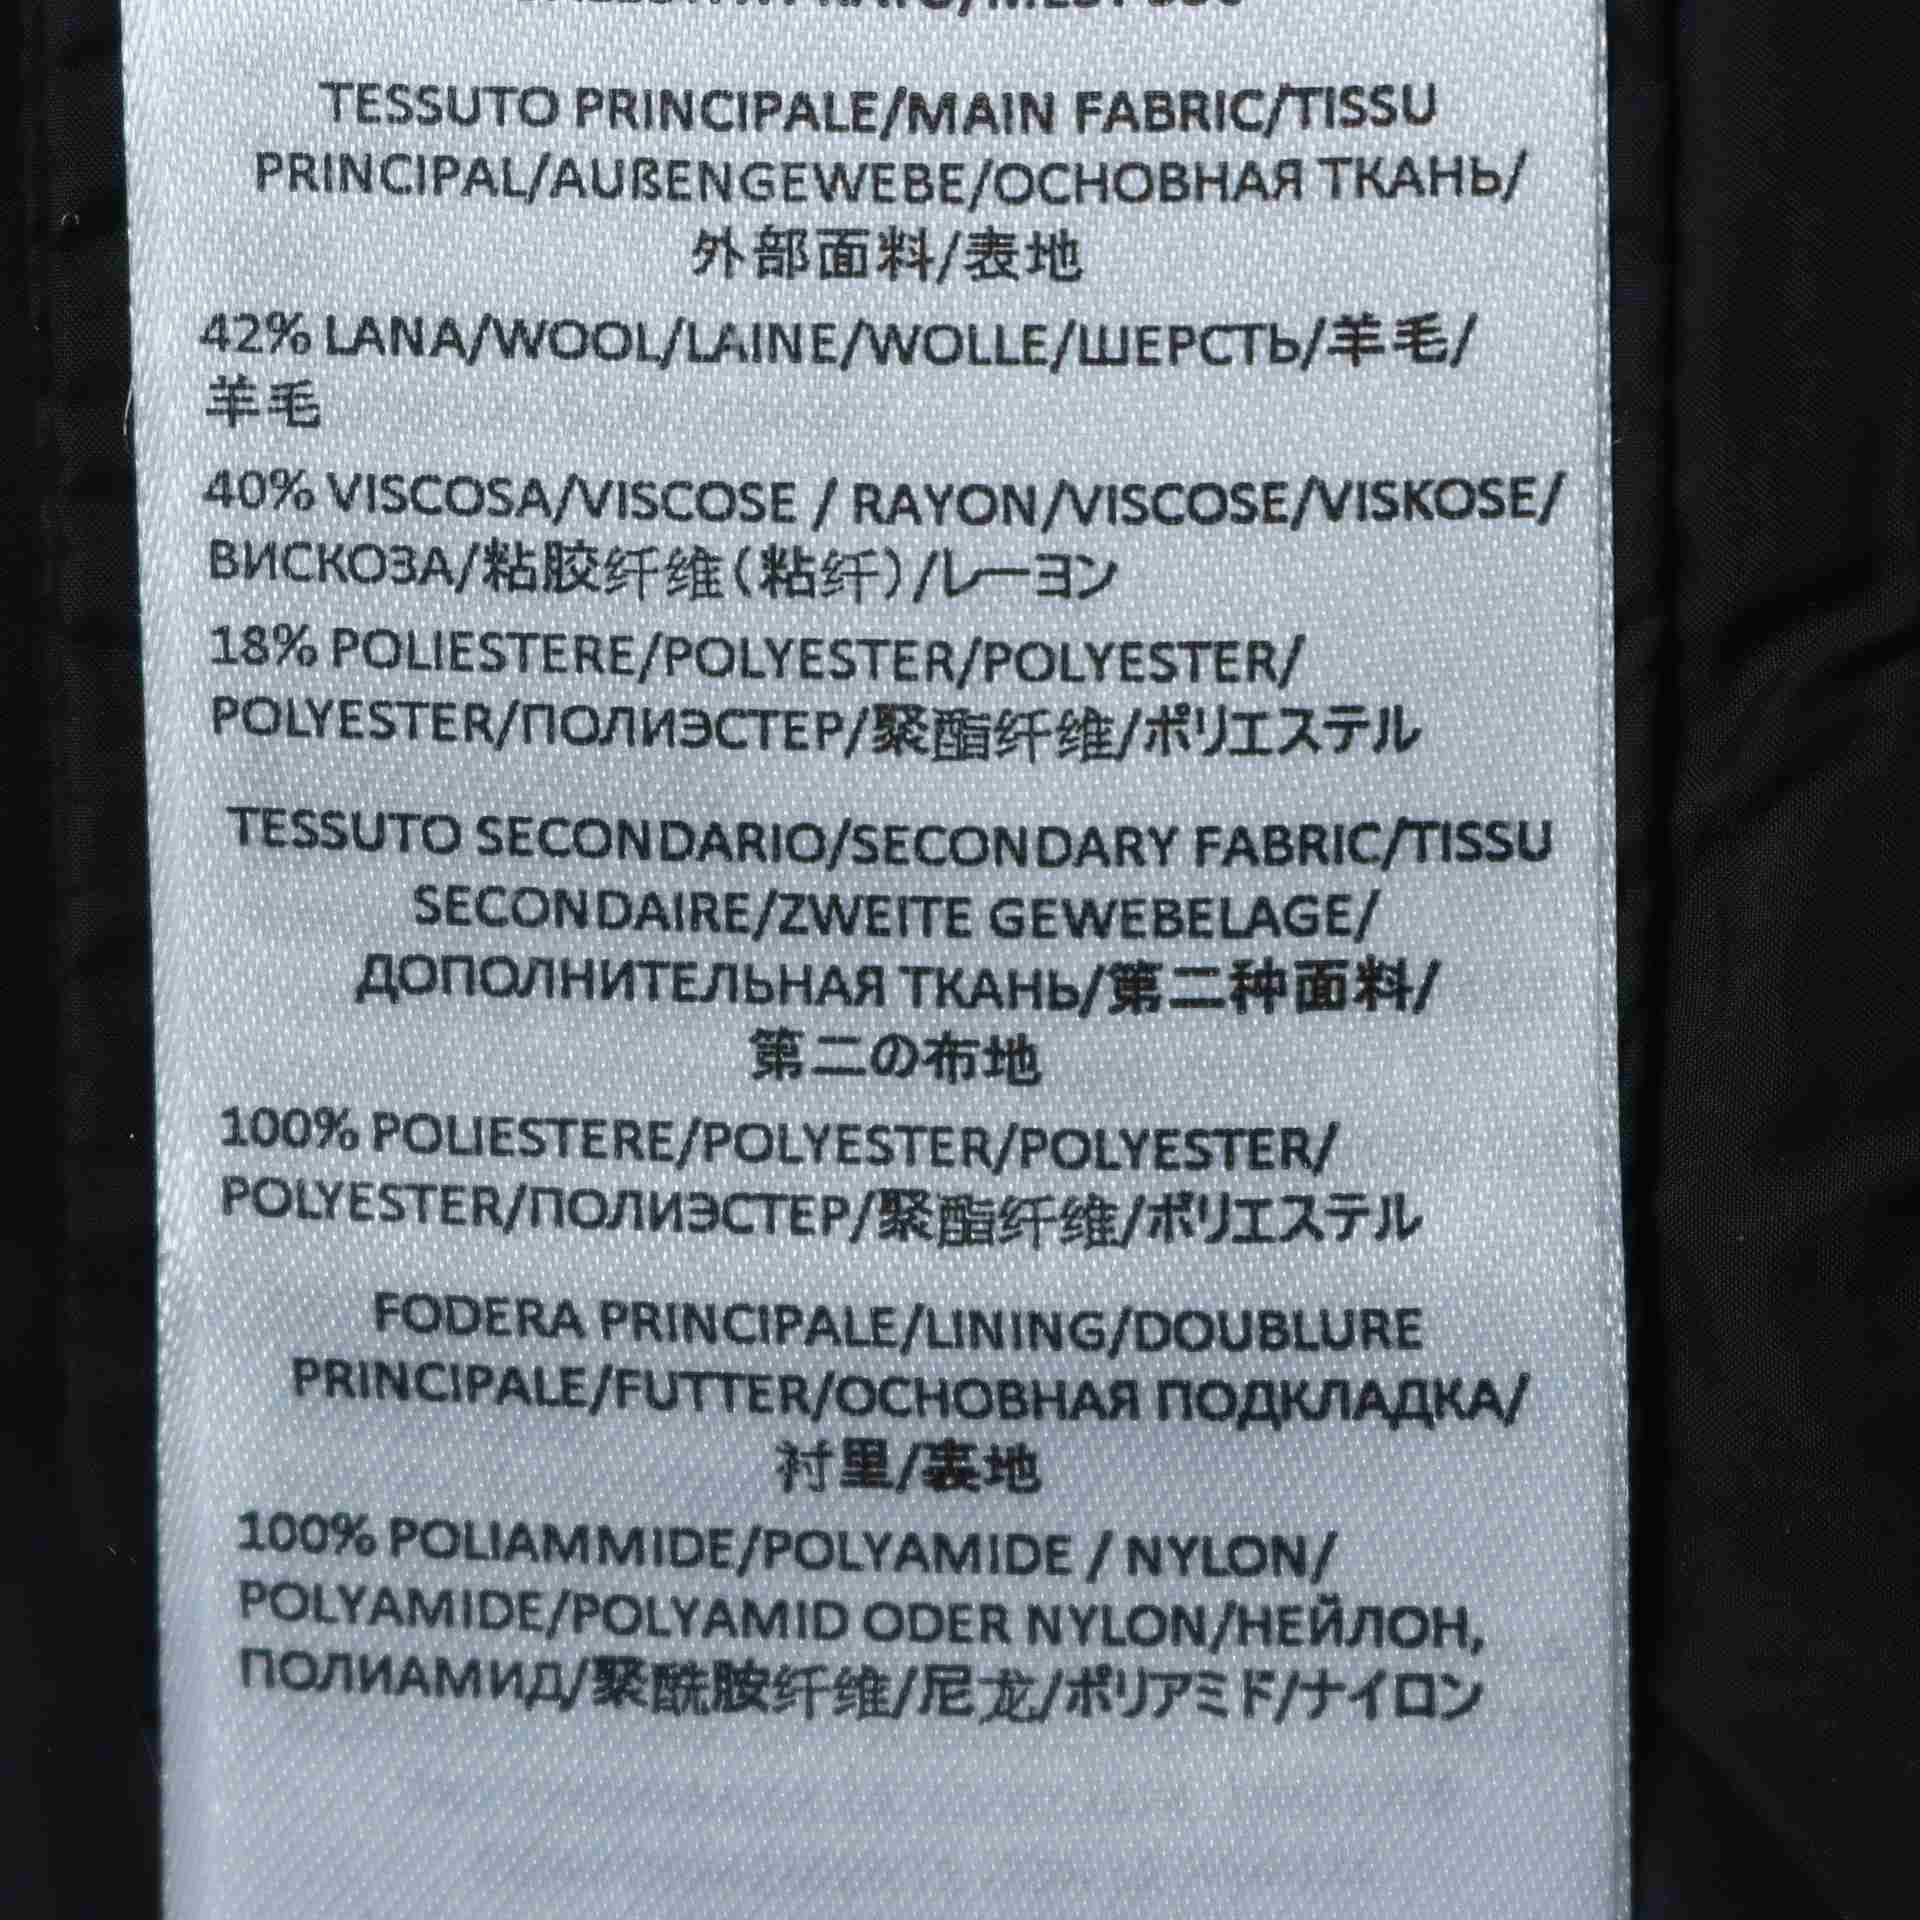 TESSUTO PRINCIPALE/MAIN FABRIC/TISSU
PRINCIPAL/AUßENGEWEBE/ОСНОВНАЯ ТКАНЬ/
外部面料/表地
42% LANA/WOOL/LAINE/WOLLE/ШЕРСТЬ/羊毛/
羊毛
40% VISCOSA/VISCOSE / RAYON/VISCOSE/VISKOSE/
ВИСКОЗА/粘胶纤维(粘纤)/レーヨン
18% POLIESTERE/POLYESTER/POLYESTER/
POLYESTER/ПОЛИЭСТЕР/聚酯纤维/ポリエステル
TESSUTO SECONDARIO/SECONDARY FABRIC/TISSU
SECONDAIRE/ZWEITE GEWEBELAGE/
ДОПОЛНИТЕЛЬНАЯ ТКАНЬ/第二种面料/
第二の布地
100% POLIESTERE/POLYESTER/POLYESTER/
POLYESTER/ПОЛИЭСТЕР/聚酯纤维/ポリエステル
FODERA PRINCIPALE/LINING/DOUBLURE
PRINCIPALE/FUTTER/ОСНОВНАЯ ПОДКЛАДКА/
衬里/裏地
100% POLIAMMIDE/POLYAMIDE / NYLON/
POLYAMIDE/POLYAMID ODER NYLON/НЕЙЛОН,
ПОЛИАМИД/聚酰胺纤维/尼龙/ポリアミド/ナイロン